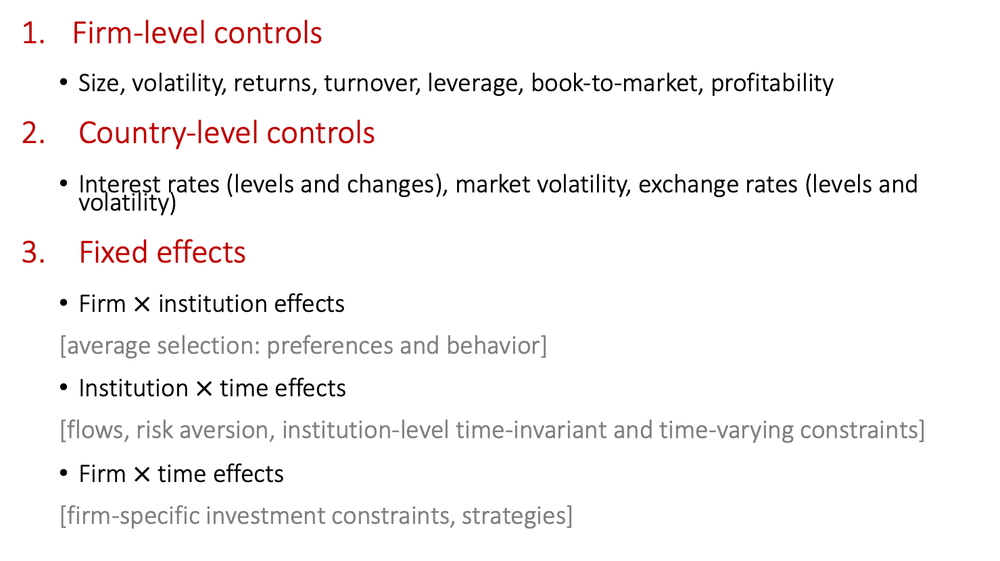 1. Firm-level controls
• Size, volatility, returns, turnover, leverage, book-to-market, profitability
2. Country-level controls
• Interest rates (levels and changes), market volatility, exchange rates (levels and
volatility)
3. Fixed effects
• Firm × institution effects
[average selection: preferences and behavior]
• Institution × time effects
[flows, risk aversion, institution-level time-invariant and time-varying constraints]
• Firm × time effects
[firm-specific investment constraints, strategies]